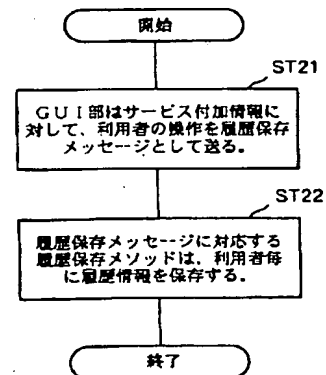 開始
ST21
GUI部はサービス付加情報に
対して、利用者の操作を履歴保存
メッセージとして送る。
ST22
履歴保存メッセージに対応する
履歴保存メソッドは、利用者毎
に履歴情報を保存する。
終了